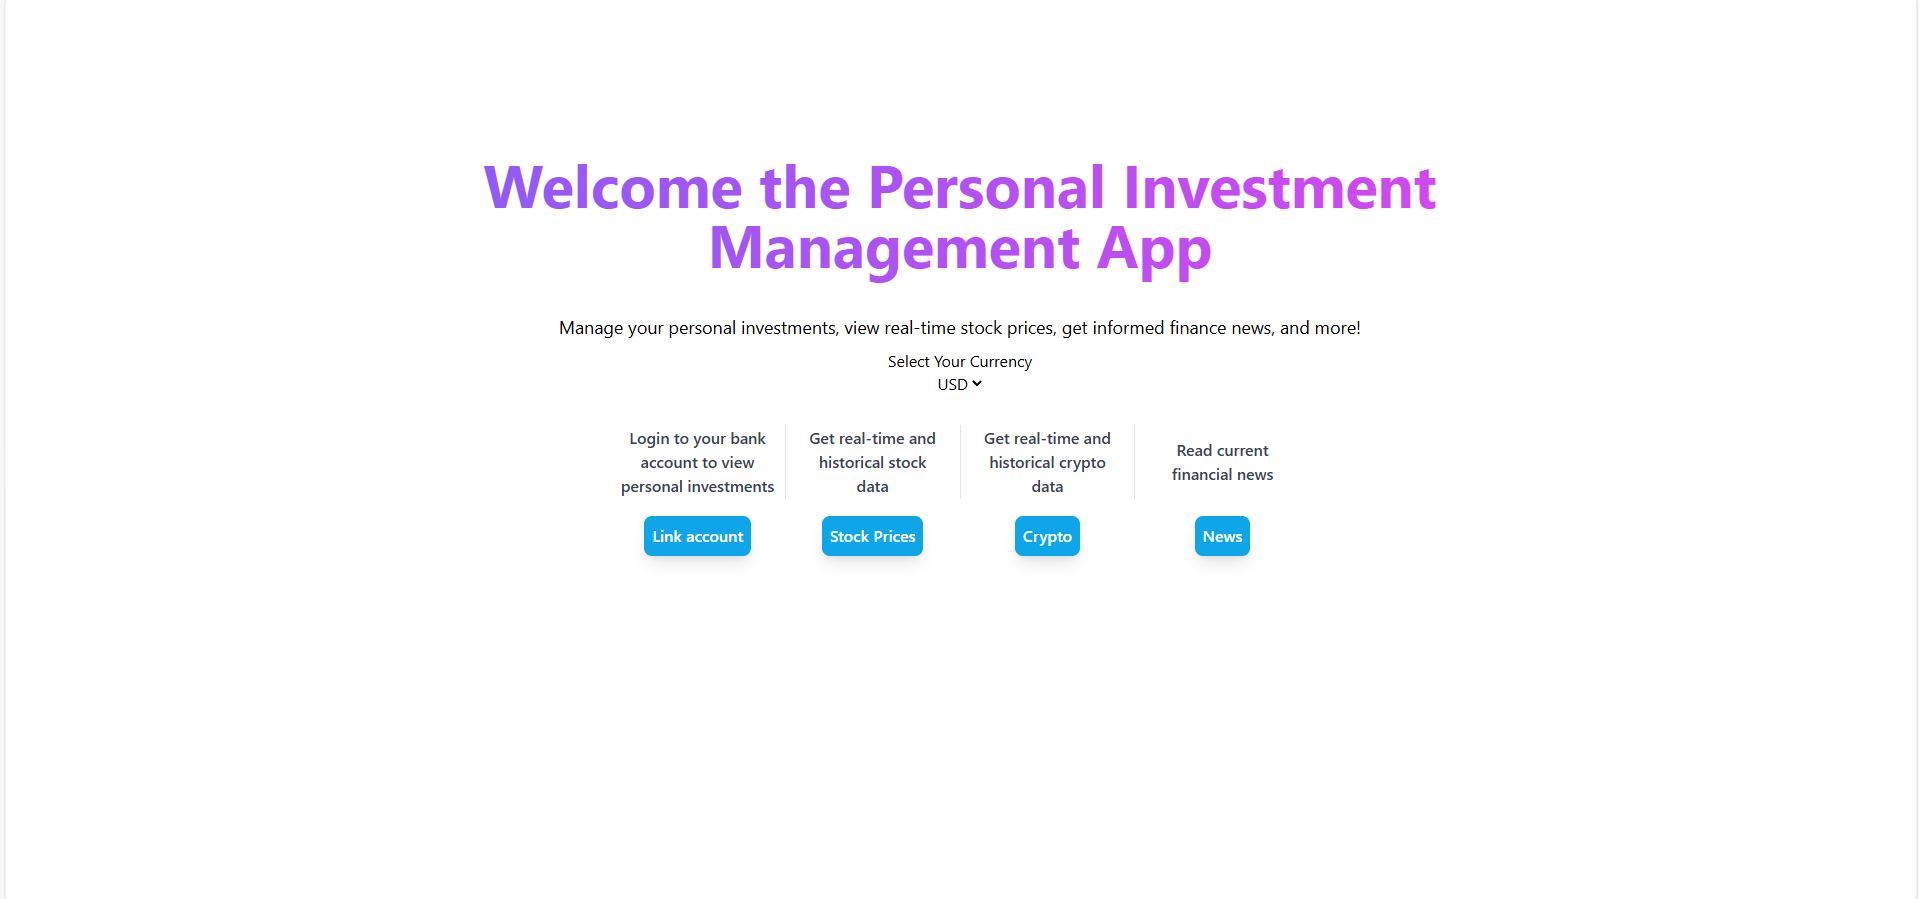 Welcome the Personal Investment
Management App
Manage your personal investments, view real-time stock prices, get informed finance news, and more!
Select Your Currency
USD
Login to your bank
account to view
personal investments
Link account
Get real-time and
historical stock
data
Stock Prices
Get real-time and
historical crypto
data
Crypto
Read current
financial news
News